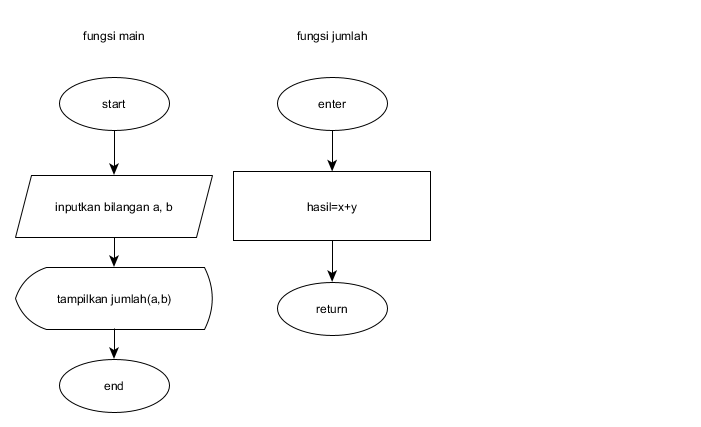 fungsi main
fungsi jumlah
start
enter
inputkan bilangan a, b
hasil=x+y
tampilkan jumlah(a,b)
return
end